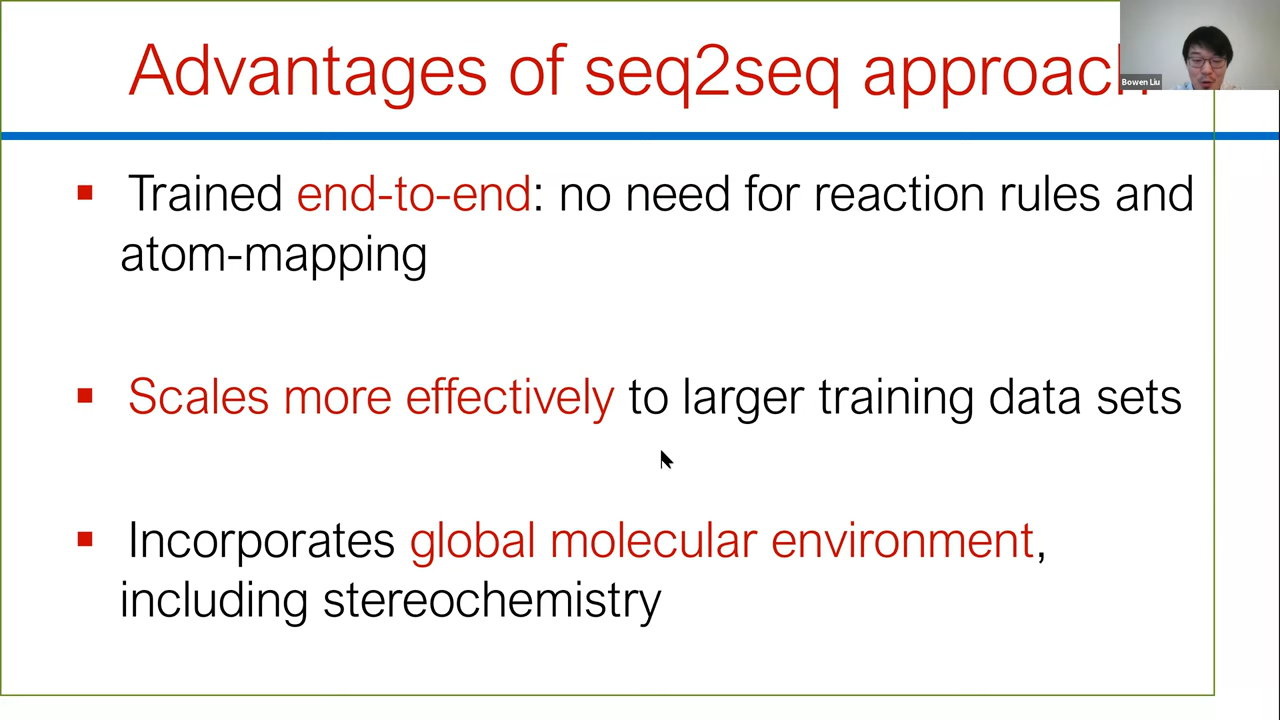 Advantages of seq2seq approach
Bowen Liu
▪ Trained end-to-end: no need for reaction rules and
atom-mapping
▪ Scales more effectively to larger training data sets
▪ Incorporates global molecular environment,
including stereochemistry